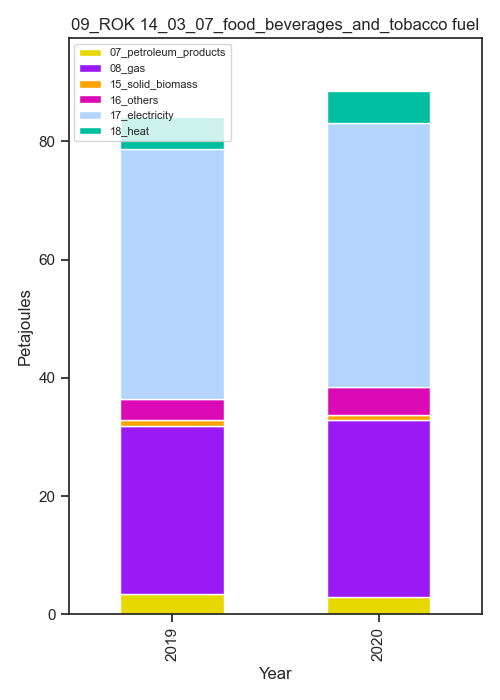 09_ROK 14_03_07_food_beverages_and_tobacco fuel
07_petroleum_products
08_gas
15_solid_biomass
16_others
17_electricity
18_heat
80
60
40
20
0
Petajoules
2019
2020
Year